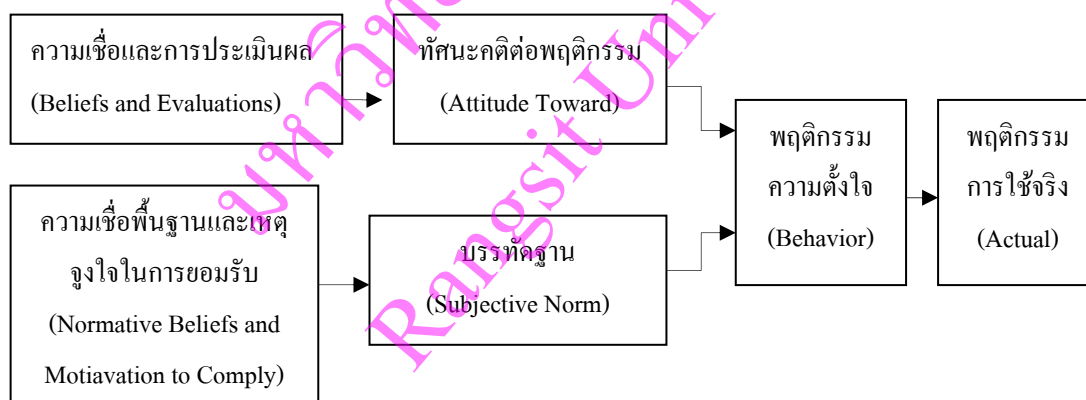 ความเชื่อและการประเมินผล
(Beliefs and Evaluations)
ทัศนะคติต่อพฤติกรรม
(Attitude Toward)
ความเชื่อพื้นฐานและเหตุ
จูงใจในการยอมรับ
(Normative Beliefs and
Motiavation to Comply)
บรรทัดฐาน
(Subjective Norm)
พฤติกรรม
ความตั้งใจ
(Behavior)
พฤติกรรม
การใช้จริง
(Actual)
Rangsit